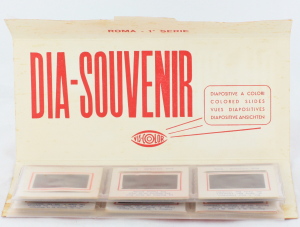 ROMA - 1ª SERIE
DIA-SOUVENIR
DIAPOSITIVE A COLORI
COLORED SLIDES
VUES DIAPOSITIVES
DIAPOSITIVE ANSICHTEN